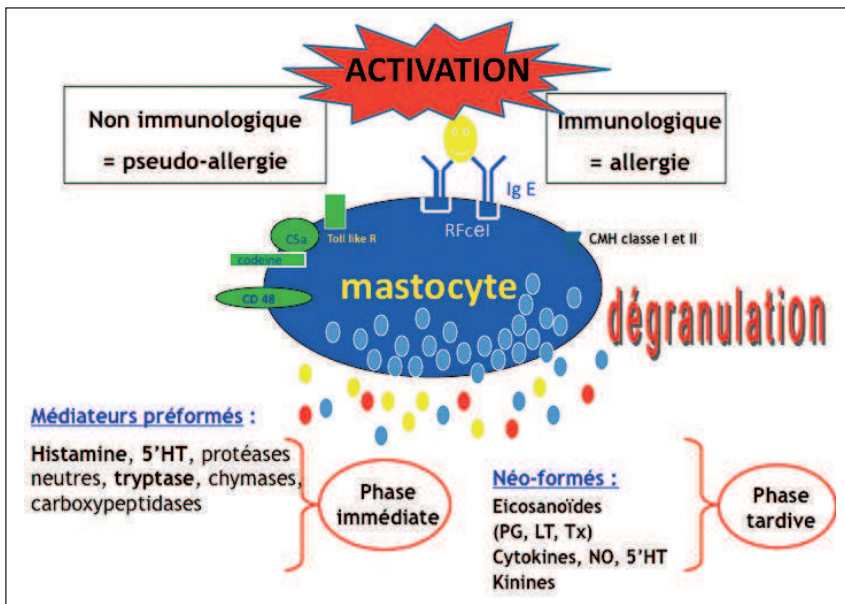 ACTIVATION
Non immunologique
= pseudo-allergie
Immunologique
= allergie
Ig E
RFceI
C5a
Toll like R
codeine
CD 48
CMH classe I et II
mastocyte
dégranulation
Médiateurs préformés :
Histamine, 5'HT, protéases
neutres, tryptase, chymases,
carboxypeptidases
Phase
immédiate
Néo-formés :
Eicosanoïdes
(PG, LT, Tx)
Cytokines, NO, 5'HT
Kinines
Phase
tardive